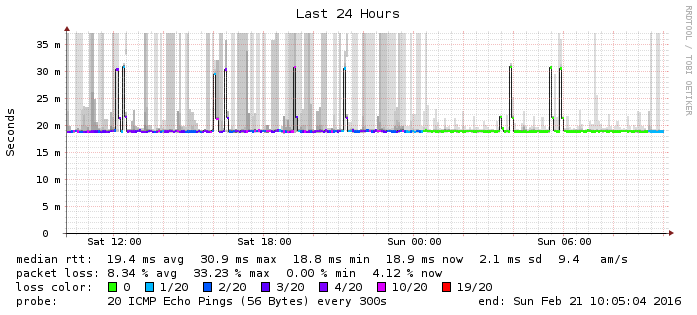 Last 24 Hours
RRDTOOL / TOBI OETIKER
Seconds
35 m
30 m
25 m
20 m
15 m
10 m
5 m
0
Sat 12:00 Sat 18:00 Sun 00:00 Sun 06:00
median rtt: 19.4 ms avg 30.9 ms max 18.8 ms min 18.9 ms now 2.1 ms sd 9.4 am/s
packet loss: 8.34 % avg 33.23 % max 0.00 % min 4.12 % now
loss color: 0 1/20 2/20 3/20 4/20 10/20 19/20
probe: 20 ICMP Echo Pings (56 Bytes) every 300s end: Sun Feb 21 10:05:04 2016